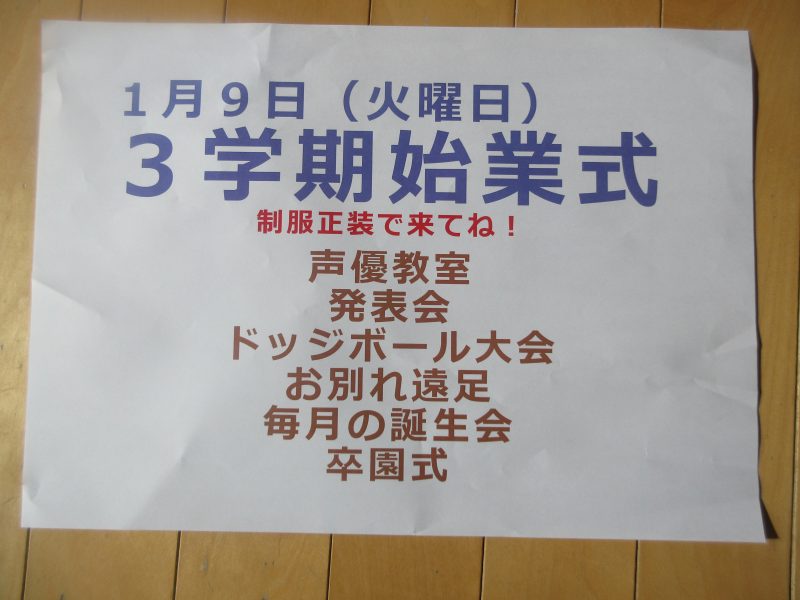 １月９日（火曜日）
３学期始業式
制服正装で来てね！
声優教室
発表会
ドッジボール大会
お別れ遠足
毎月の誕生会
卒園式